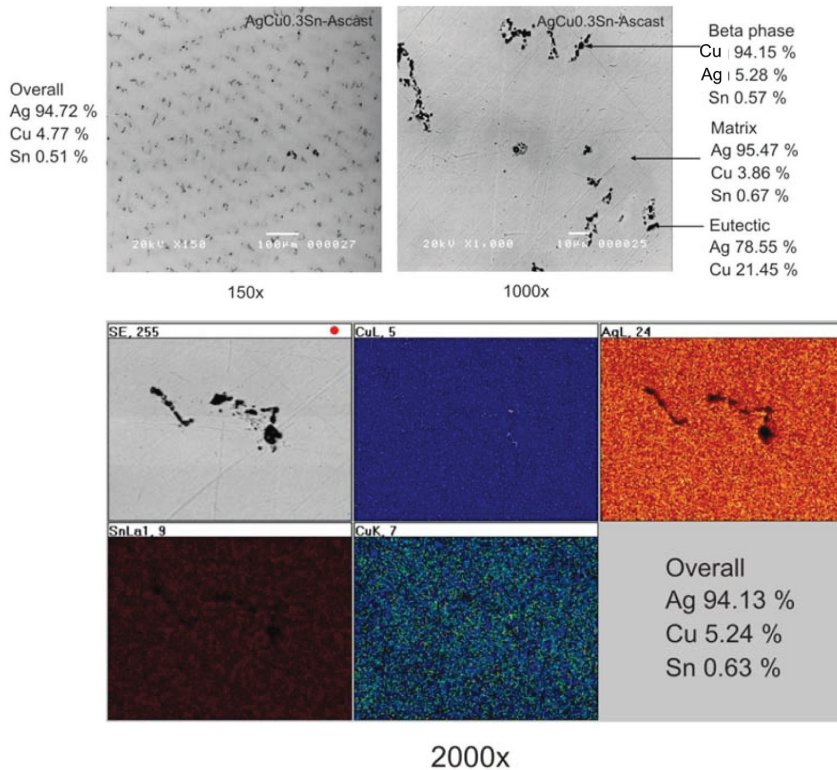 AgCu0.3Sn-Ascast
Overall
Ag 94.72 %
Cu 4.77 %
Sn 0.51 %
20kV X150 100µm 000027
150x
AgCu0.3Sn-Ascast
20kV X1,000 10µm 000025
1000x
Beta phase
Cu 94.15 %
Ag 5.28 %
Sn 0.57 %
Matrix
Ag 95.47 %
Cu 3.86 %
Sn 0.67 %
Eutectic
Ag 78.55 %
Cu 21.45 %
SE, 255
CuL, 5
AgL, 24
SnLa1, 9
CuK, 7
Overall
Ag 94.13 %
Cu 5.24 %
Sn 0.63 %
2000x